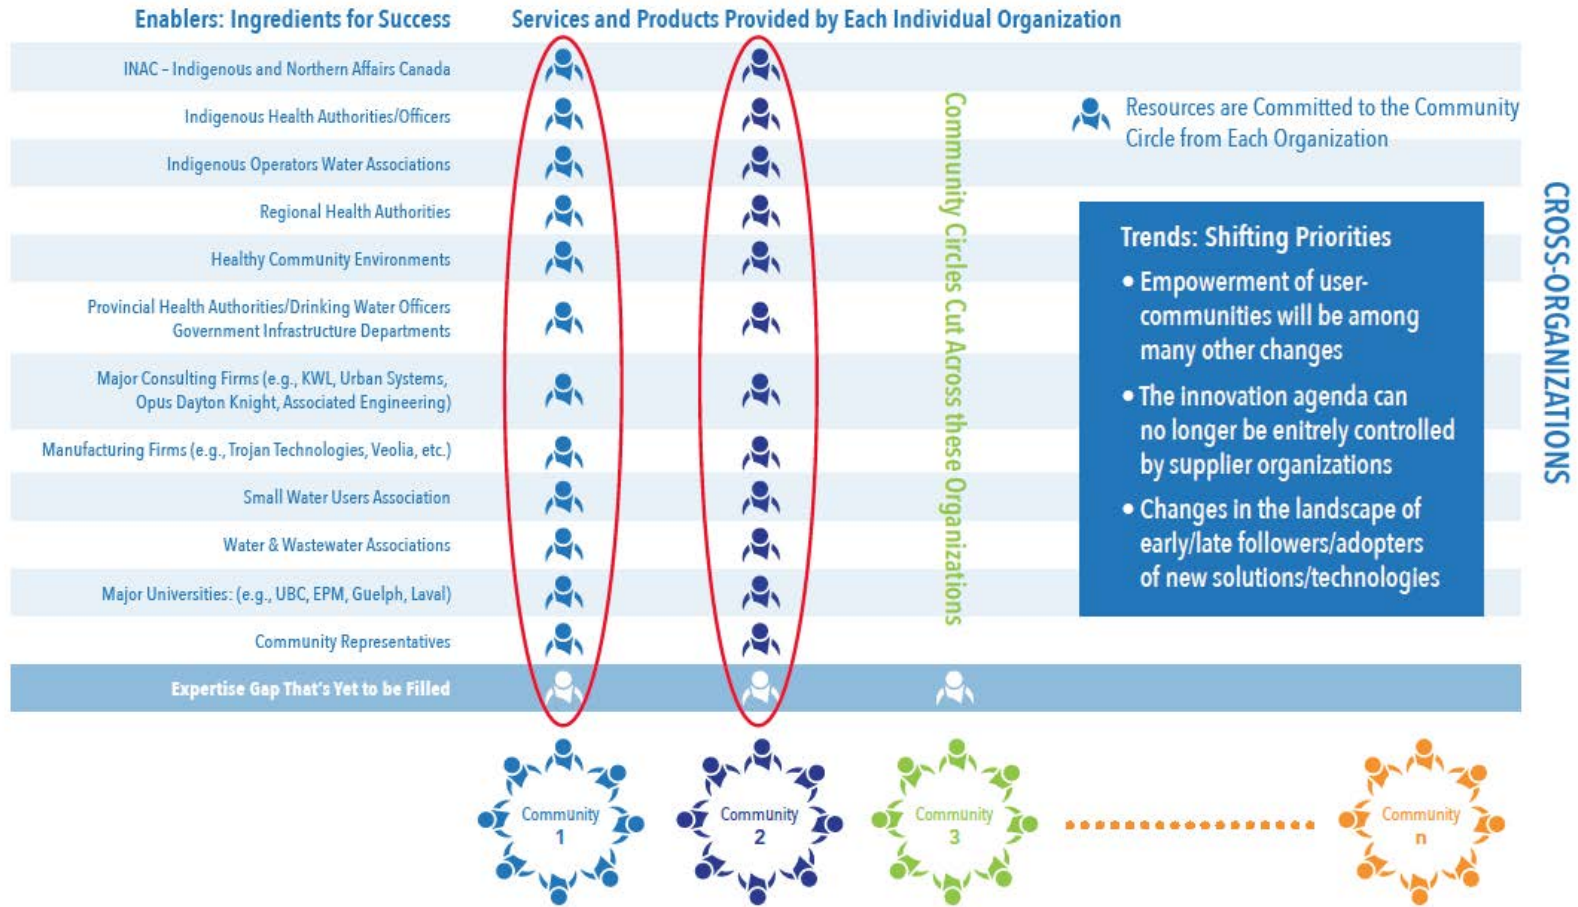 Enablers: Ingredients for Success
Services and Products Provided by Each Individual Organization
INAC – Indigenous and Northern Affairs Canada
Indigenous Health Authorities/Officers
Indigenous Operators Water Associations
Regional Health Authorities
Healthy Community Environments
Provincial Health Authorities/Drinking Water Officers
Government Infrastructure Departments
Major Consulting Firms (e.g., KWL, Urban Systems,
Opus Dayton Knight, Associated Engineering)
Manufacturing Firms (e.g., Trojan Technologies, Veolia, etc.)
Small Water Users Association
Water & Wastewater Associations
Major Universities: (e.g., UBC, EPM, Guelph, Laval)
Community Representatives
Expertise Gap That's Yet to be Filled
Community Circles Cut Across these Organizations
Resources are Committed to the Community
Circle from Each Organization
Trends: Shifting Priorities
• Empowerment of user-
communities will be among
many other changes
• The innovation agenda can
no longer be enitrely controlled
by supplier organizations
• Changes in the landscape of
early/late followers/adopters
of new solutions/technologies
CROSS-ORGANIZATIONS
Community
1
Community
2
Community
3
Community
n